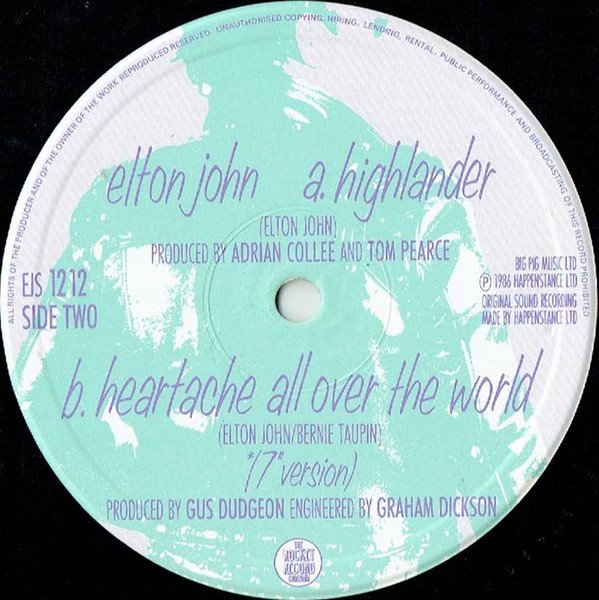 ALL RIGHTS OF THE PRODUCER AND OF THE OWNER OF THE WORK REPRODUCED RESERVED. UNAUTHORISED COPYING, HIRING, LENDING, RENTAL, PUBLIC PERFORMANCE AND BROADCASTING OF THIS RECORD PROHIBITED
elton john a. highlander
(ELTON JOHN)
PRODUCED BY ADRIAN COLLEE AND TOM PEARCE
EJS 12 12
SIDE TWO
BIG PIG MUSIC LTD
℗ 1986 HAPPENSTANCE LTD
ORIGINAL SOUND RECORDING
MADE BY HAPPENSTANCE LTD
b. heartache all over the world
(ELTON JOHN/BERNIE TAUPIN)
*(7" version)
PRODUCED BY GUS DUDGEON ENGINEERED BY GRAHAM DICKSON
THE
ROCKET
RECORD
COMPANY